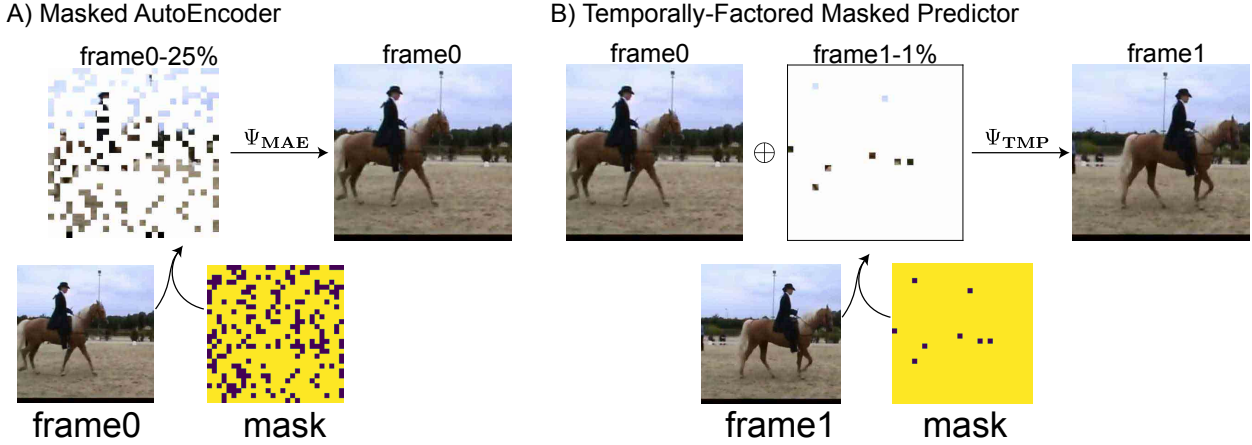 A) Masked AutoEncoder
frame0-25%
frame0
Ψ_MAE
frame0
mask
B) Temporally-Factored Masked Predictor
frame0
frame1-1%
frame1
⊕
Ψ_TMP
frame1
mask